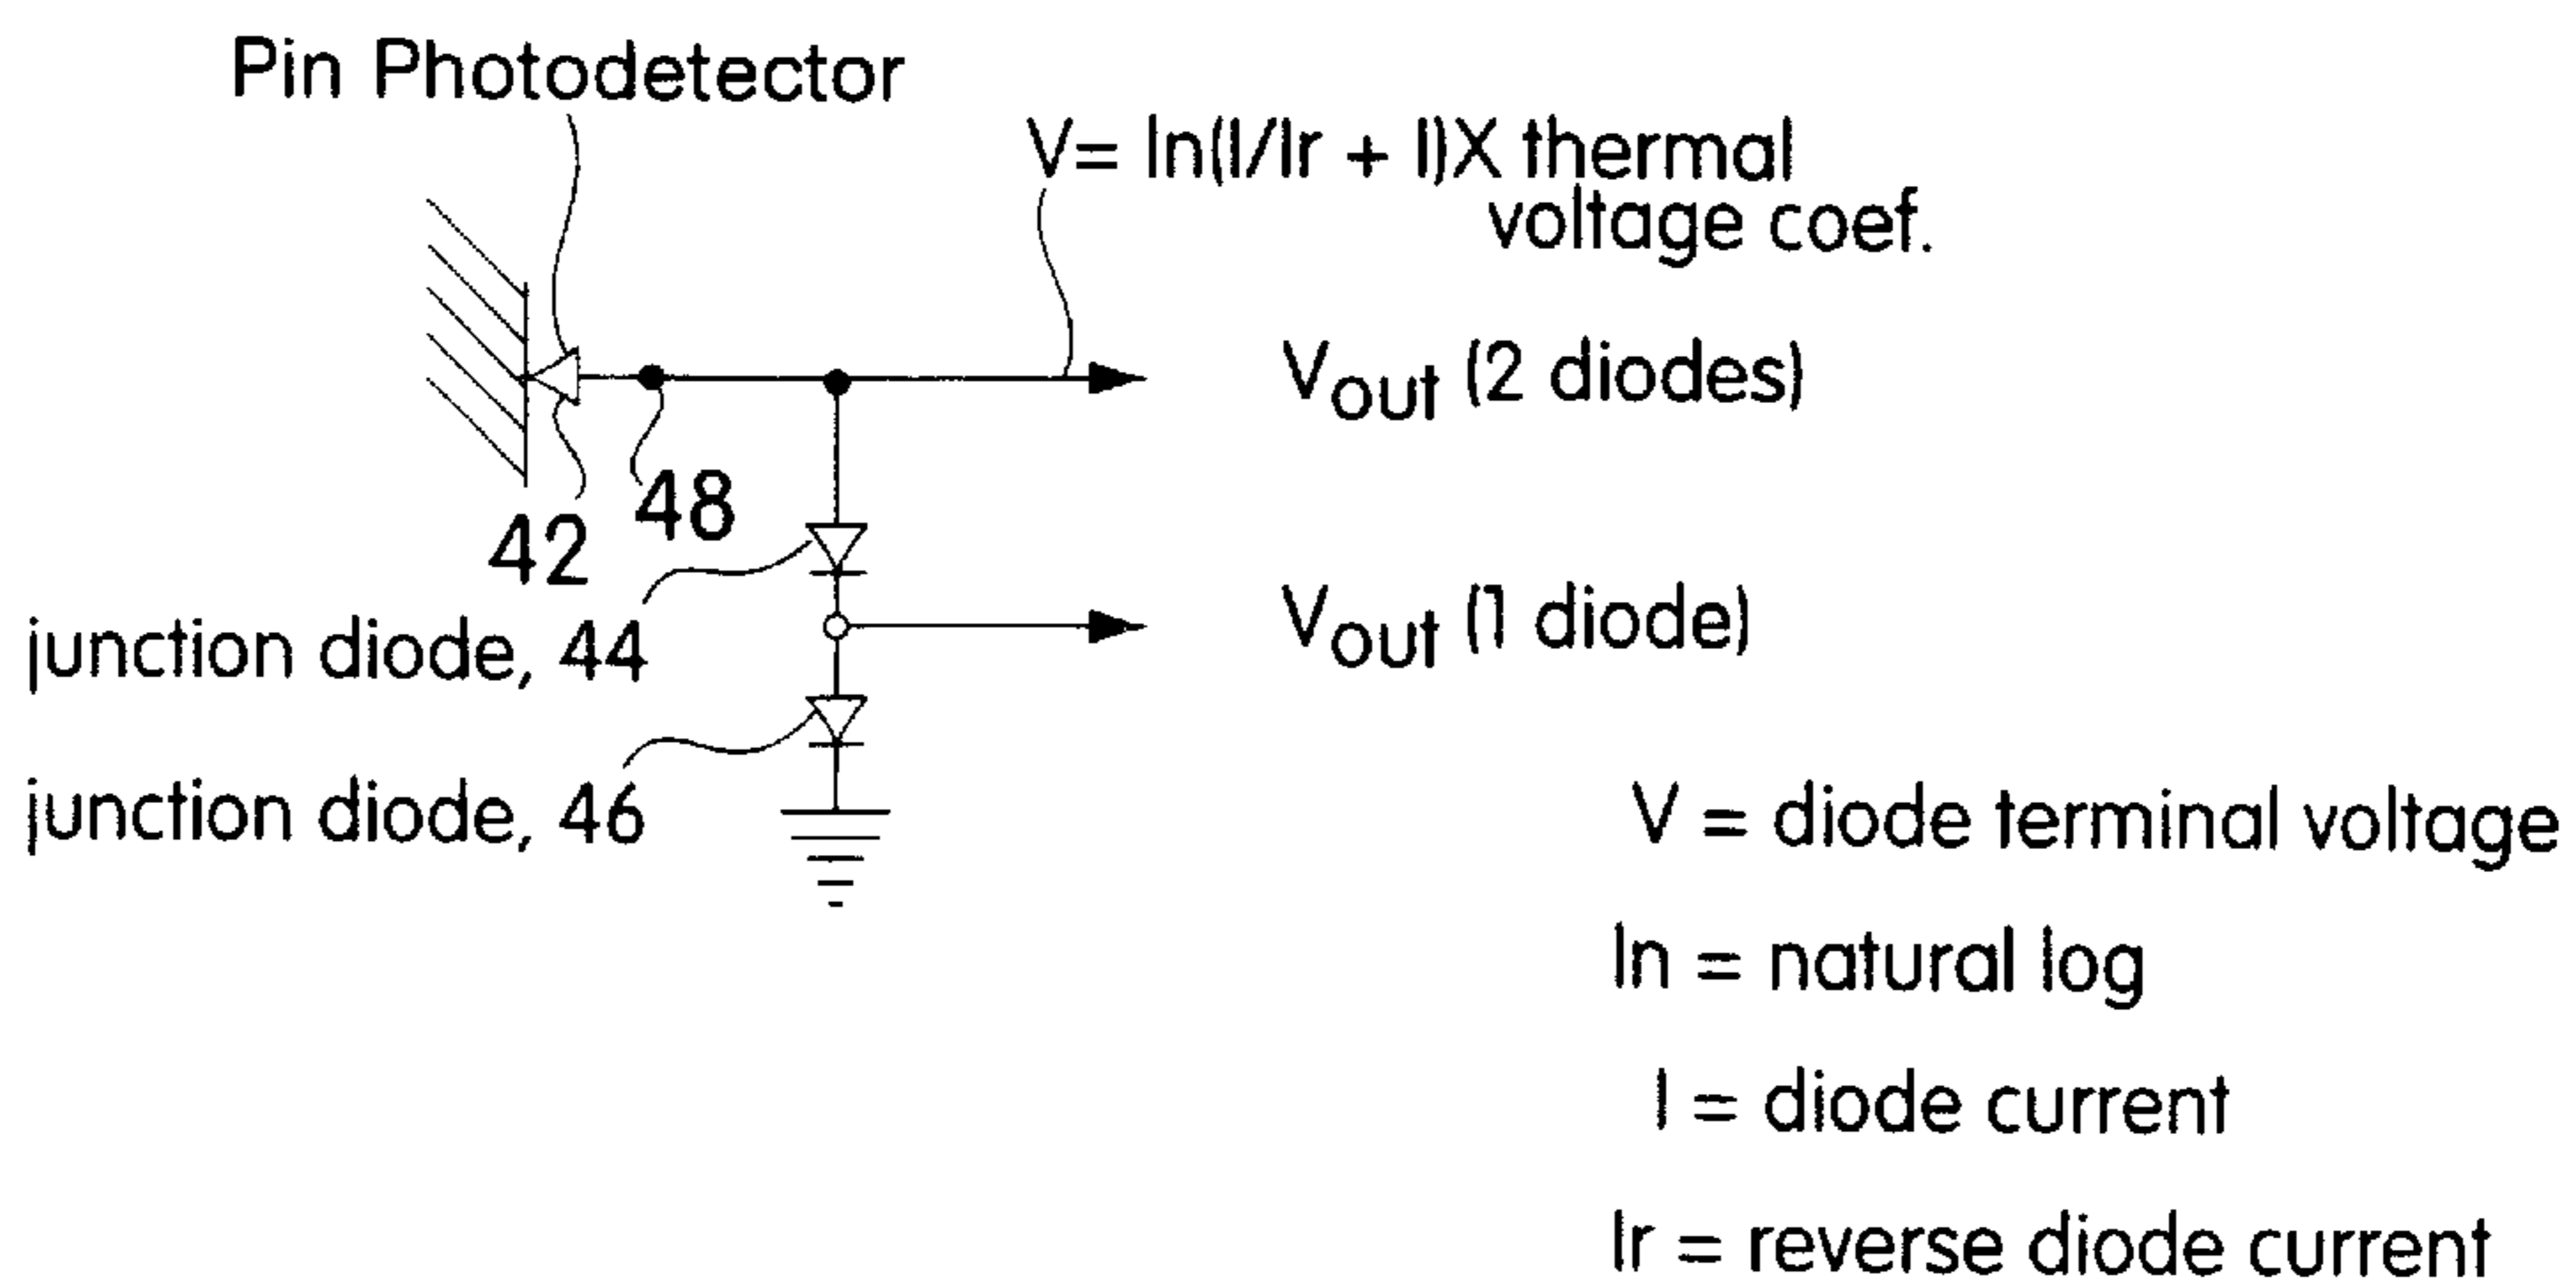 Pin Photodetector
V= ln(I/Ir + I)X thermal
voltage coef.
Vout (2 diodes)
48
42
junction diode, 44
Vout (1 diode)
junction diode, 46
V = diode terminal voltage
ln = natural log
I = diode current
Ir = reverse diode current